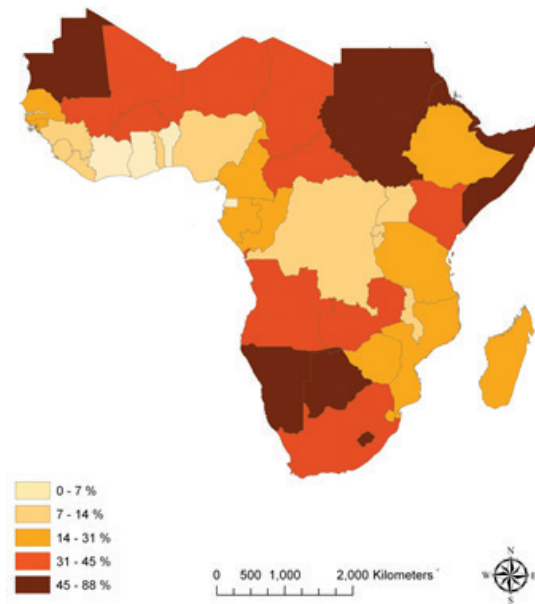 0 - 7 %
7 - 14 %
14 - 31 %
31 - 45 %
45 - 88 %
0 500 1,000 2,000 Kilometers
N
W E
S